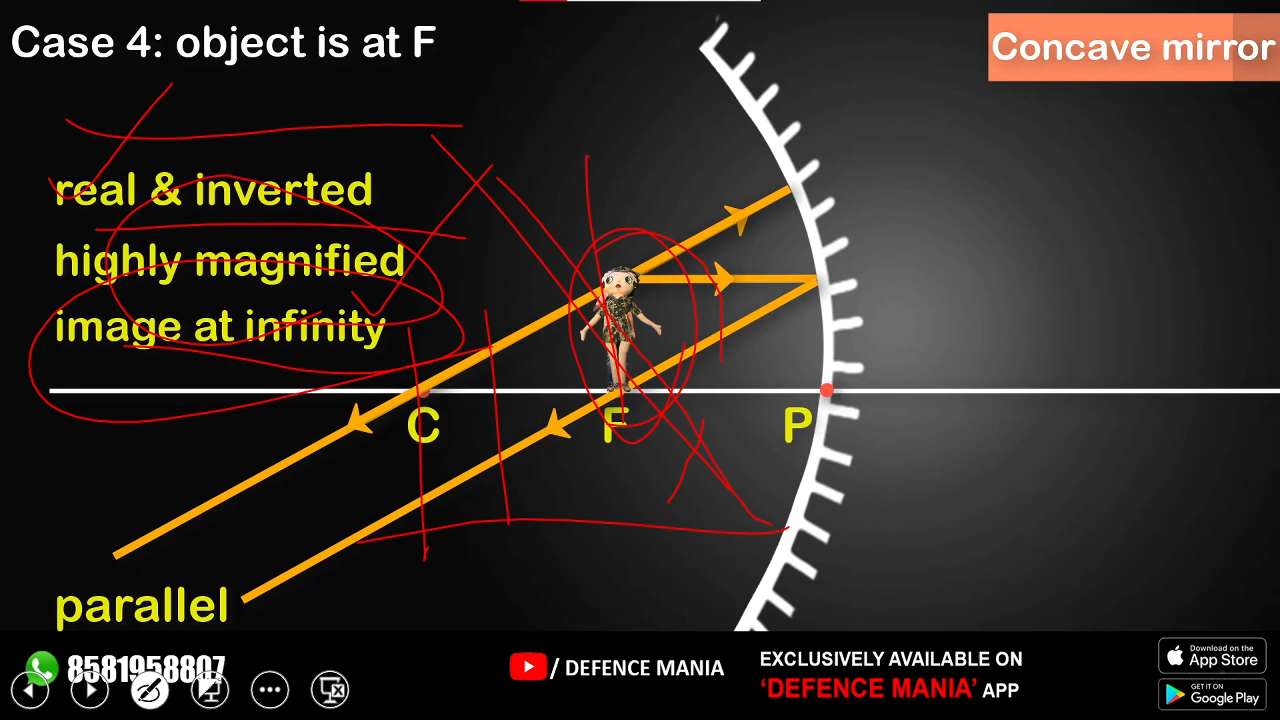 Case 4: object is at F
Concave mirror
real & inverted
highly magnified
image at infinity
C
F
P
parallel
8581958807
/ DEFENCE MANIA
EXCLUSIVELY AVAILABLE ON
‘DEFENCE MANIA’ APP
Download on the
App Store
GET IT ON
Google Play